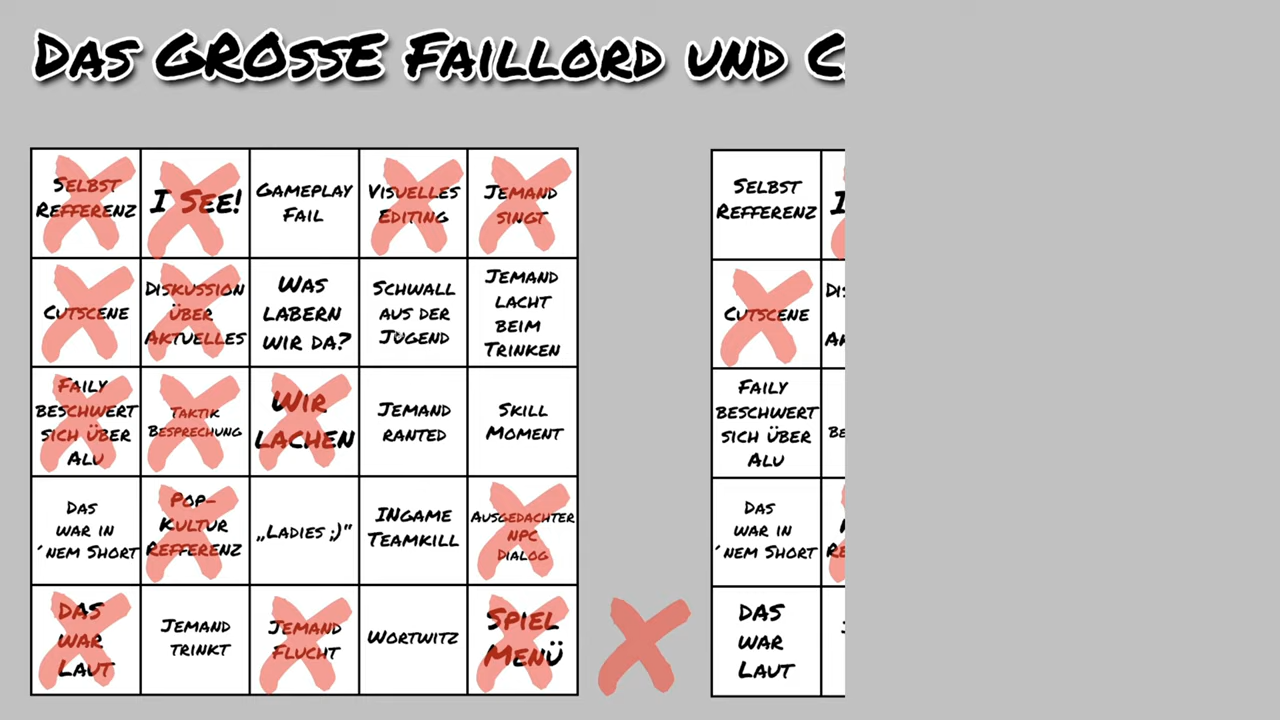 Das GROSSE Faillord und C
Selbst
Refferenz
I See!
Gameplay
Fail
Visuelles
Editing
Jemand
singt
Cutscene
Diskussion
über
Aktuelles
Was
labern
wir da?
Schwall
aus der
Jugend
Jemand
lacht
beim
Trinken
Faily
beschwert
sich über
Alu
Taktik
Besprechung
Wir
lachen
Jemand
ranted
Skill
Moment
Das
war in
'nem Short
Pop-
Kultur
Refferenz
„Ladies ;)"
INgame
Teamkill
Ausgedachter
NPC
Dialog
Das
war
Laut
Jemand
trinkt
Jemand
Flucht
Wortwitz
Spiel
Menü
Selbst
Refferenz
I
Cutscene
Faily
beschwert
sich über
Alu
Das
war in
'nem Short
Das
war
Laut